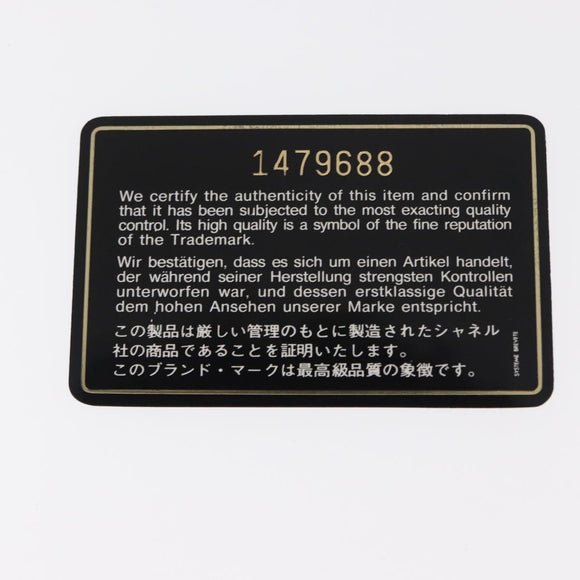 1479688
We certify the authenticity of this item and confirm
that it has been subjected to the most exacting quality
control. Its high quality is a symbol of the fine reputation
of the Trademark.
Wir bestätigen, dass es sich um einen Artikel handelt,
der während seiner Herstellung strengsten Kontrollen
unterworfen war, und dessen erstklassige Qualität
dem hohen Ansehen unserer Marke entspricht.
この製品は厳しい管理のもとに製造されたシャネル
社の商品であることを証明いたします。
このブランド・マークは最高級品質の象徴です。
SYSTEME BREVETE